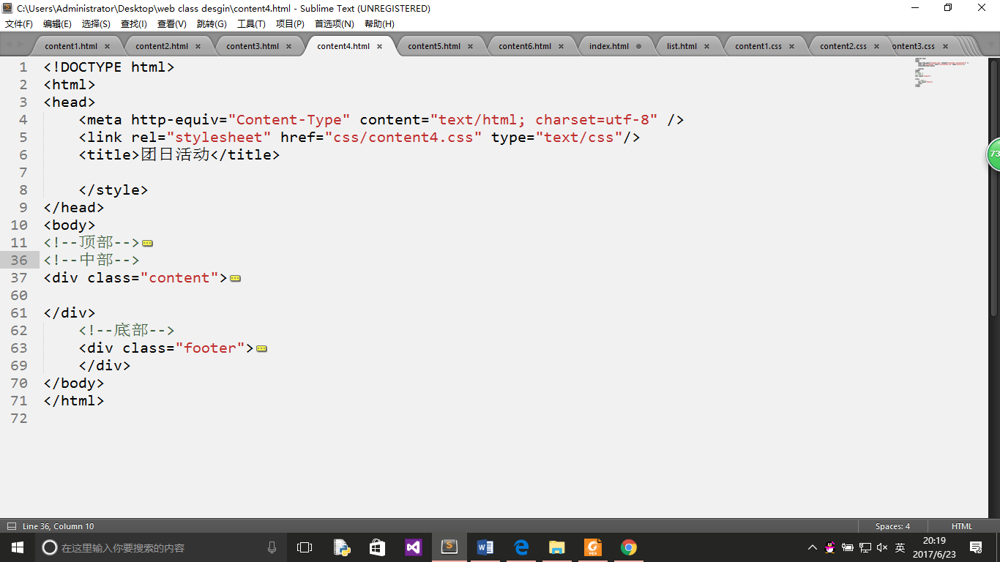 C:\Users\Administrator\Desktop\web class desgin\content4.html - Sublime Text (UNREGISTERED)
文件(F) 编辑(E) 选择(S) 查找(I) 查看(V) 跳转(G) 工具(T) 项目(P) 首选项(N) 帮助(H)
content1.html × content2.html × content3.html × content4.html × content5.html × content6.html × index.html list.html × content1.css × content2.css × ontent3.css ×
1 <!DOCTYPE html>
2 <html>
3 <head>
4 <meta http-equiv="Content-Type" content="text/html; charset=utf-8" />
5 <link rel="stylesheet" href="css/content4.css" type="text/css"/>
6 <title>团日活动</title>
7
8 </style>
9 </head>
10 <body>
11 <!--顶部-->
36 <!--中部-->
37 <div class="content">
60
61 </div>
62 <!--底部-->
63 <div class="footer">
69 </div>
70 </body>
71 </html>
72
73
Line 36, Column 10 Spaces: 4 HTML
在这里输入你要搜索的内容 英 20:19
2017/6/23